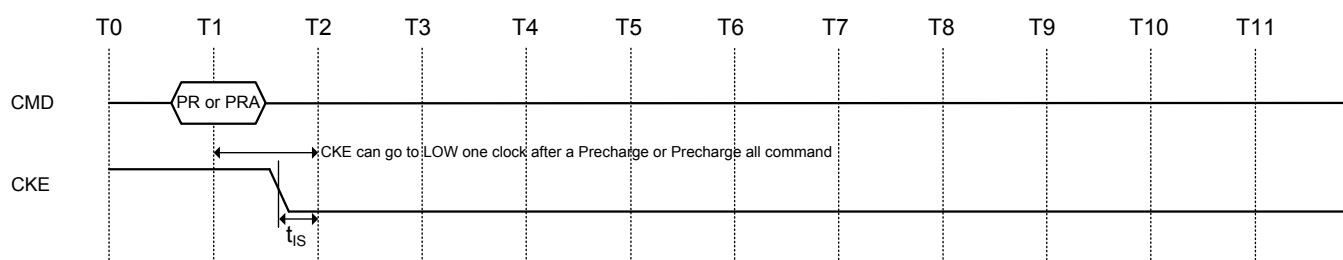 T0 T1 T2 T3 T4 T5 T6 T7 T8 T9 T10 T11
CMD PR or PRA
CKE can go to LOW one clock after a Precharge or Precharge all command
CKE
tIS